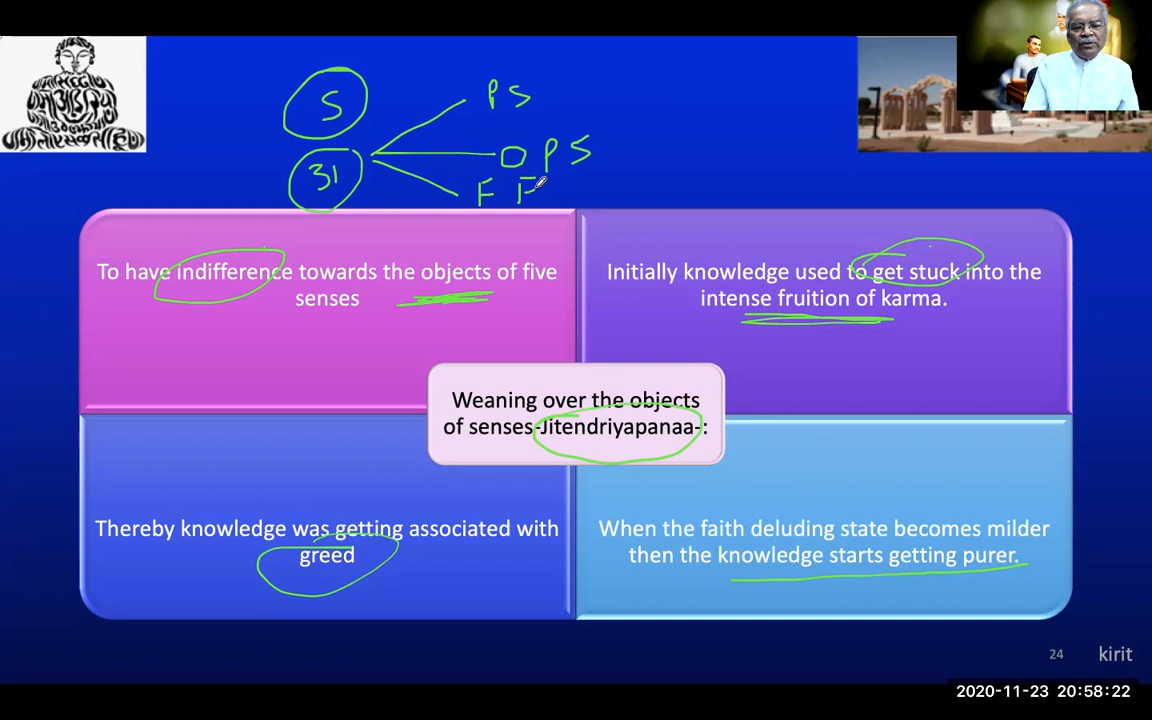 S
P S
31
O P S
F F
To have indifference towards the objects of five
senses
Initially knowledge used to get stuck into the
intense fruition of karma.
Weaning over the objects
of senses-Jitendriyapanaa-:
Thereby knowledge was getting associated with
greed
When the faith deluding state becomes milder
then the knowledge starts getting purer.
24
kirit
2020-11-23 20:58:22